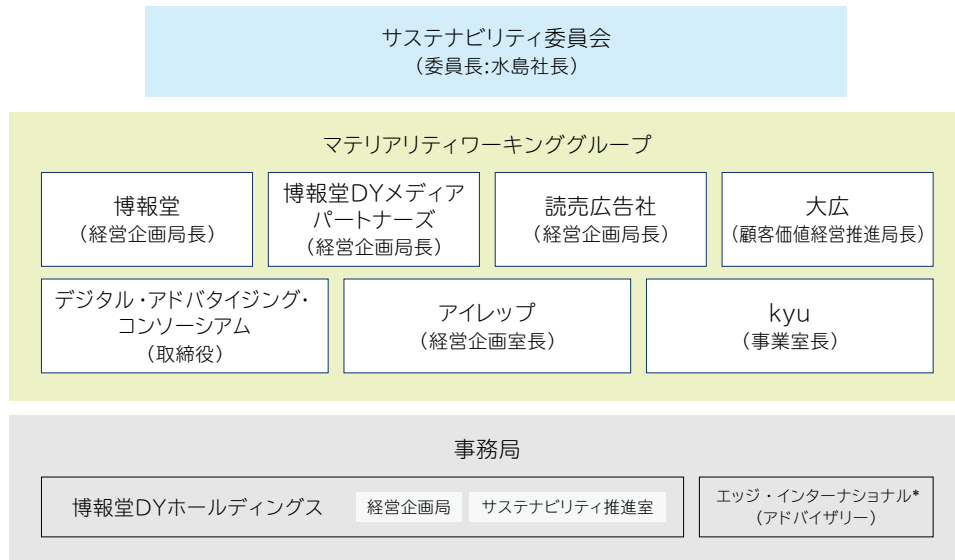 サステナビリティ委員会
（委員長:水島社長）
マテリアリティワーキンググループ
博報堂
（経営企画局長）
博報堂DYメディア
パートナーズ
（経営企画局長）
読売広告社
（経営企画局長）
大広
（顧客価値経営推進局長）
デジタル・アドバタイジング・
コンソーシアム
（取締役）
アイレップ
（経営企画室長）
kyu
（事業室長）
事務局
博報堂DYホールディングス
経営企画局
サステナビリティ推進室
エッジ・インターナショナル*
（アドバイザリー）